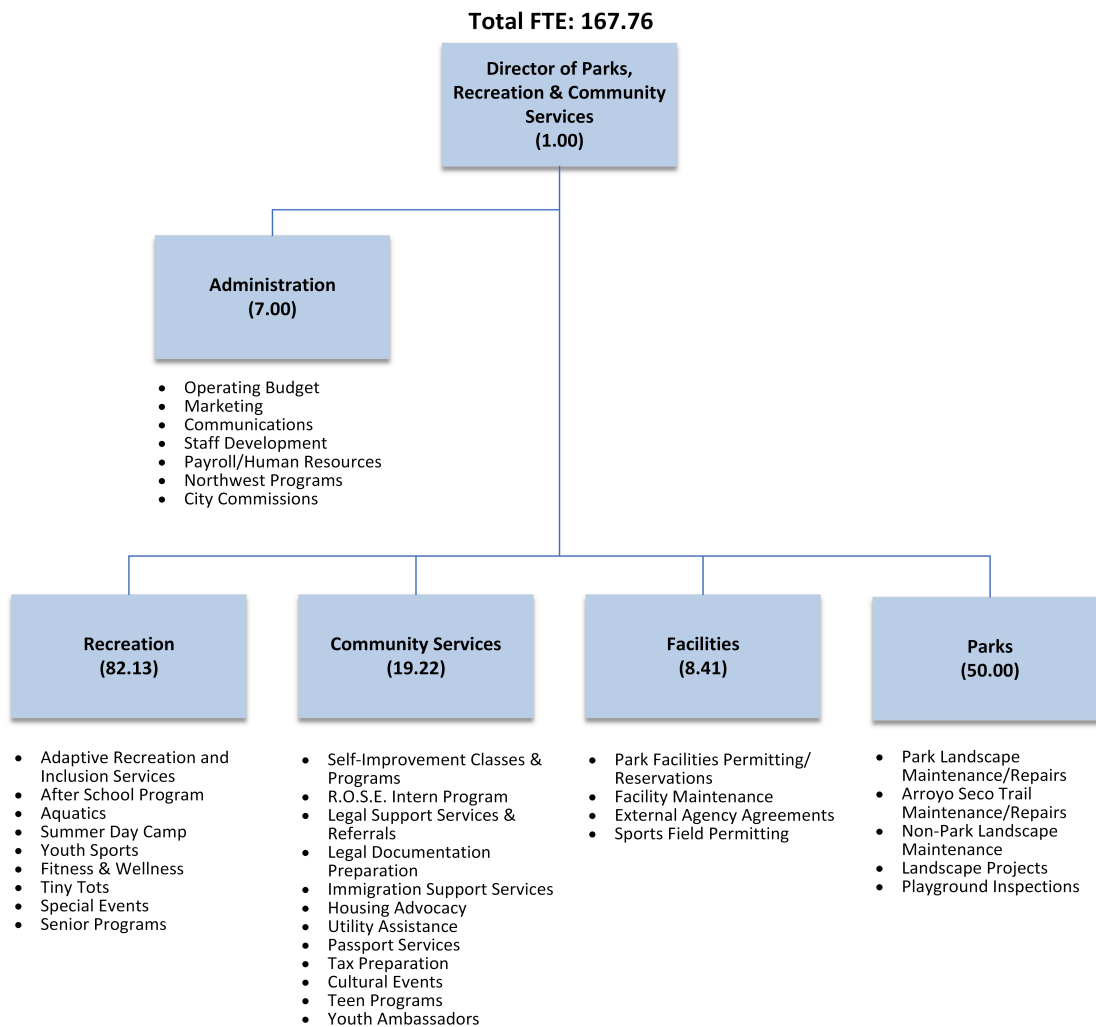 Total FTE: 167.76
Director of Parks,
Recreation & Community
Services
(1.00)
Administration
(7.00)
• Operating Budget
• Marketing
• Communications
• Staff Development
• Payroll/Human Resources
• Northwest Programs
• City Commissions
Recreation
(82.13)
• Adaptive Recreation and
Inclusion Services
• After School Program
• Aquatics
• Summer Day Camp
• Youth Sports
• Fitness & Wellness
• Tiny Tots
• Special Events
• Senior Programs
Community Services
(19.22)
• Self-Improvement Classes &
Programs
• R.O.S.E. Intern Program
• Legal Support Services &
Referrals
• Legal Documentation
Preparation
• Immigration Support Services
• Housing Advocacy
• Utility Assistance
• Passport Services
• Tax Preparation
• Cultural Events
• Teen Programs
• Youth Ambassadors
Facilities
(8.41)
• Park Facilities Permitting/
Reservations
• Facility Maintenance
• External Agency Agreements
• Sports Field Permitting
Parks
(50.00)
• Park Landscape
Maintenance/Repairs
• Arroyo Seco Trail
Maintenance/Repairs
• Non-Park Landscape
Maintenance
• Landscape Projects
• Playground Inspections